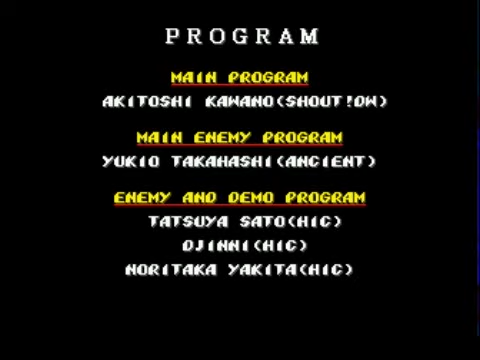 PROGRAM
MAIN PROGRAM
AKITOSHI KAWANO(SHOUT!DW)
MAIN ENEMY PROGRAM
YUKIO TAKAHASHI(ANCIENT)
ENEMY AND DEMO PROGRAM
TATSUYA SATO(HIC)
DJINNI(HIC)
NORITAKA YAKITA(HIC)